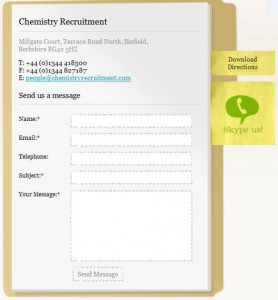 Chemistry Recruitment
Millgate Court, Terrace Road North, Binfield,
Berkshire RG42 5HZ
T: +44 (0)1344 418300
F: +44 (0)1344 827187
E: people@chemistryrecruitment.com
Send us a message
Name:*
Email:*
Telephone:
Subject:*
Your Message:*
Send Message
Download
Directions
Skype us!